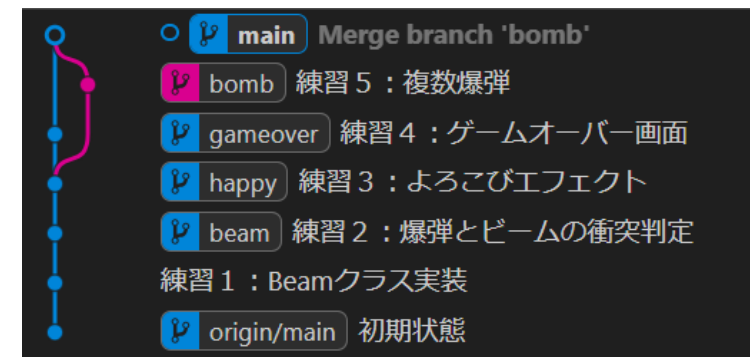 main Merge branch 'bomb'
bomb 練習５：複数爆弾
gameover 練習４：ゲームオーバー画面
happy 練習３：よろこびエフェクト
beam 練習２：爆弾とビームの衝突判定
練習１：Beamクラス実装
origin/main 初期状態